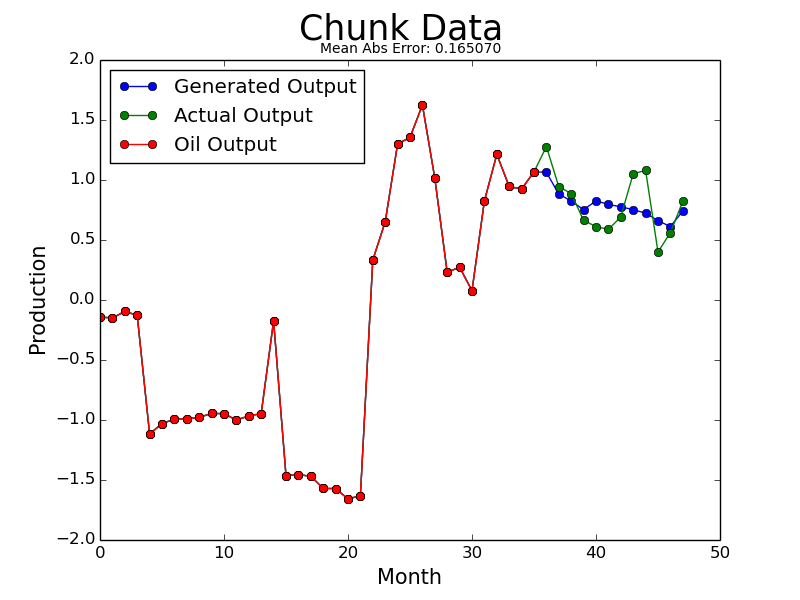 Chunk Data
Mean Abs Error: 0.165070
Generated Output
Actual Output
Oil Output
2.0
1.5
1.0
0.5
0.0
−0.5
−1.0
−1.5
−2.0
Production
0 10 20 30 40 50
Month